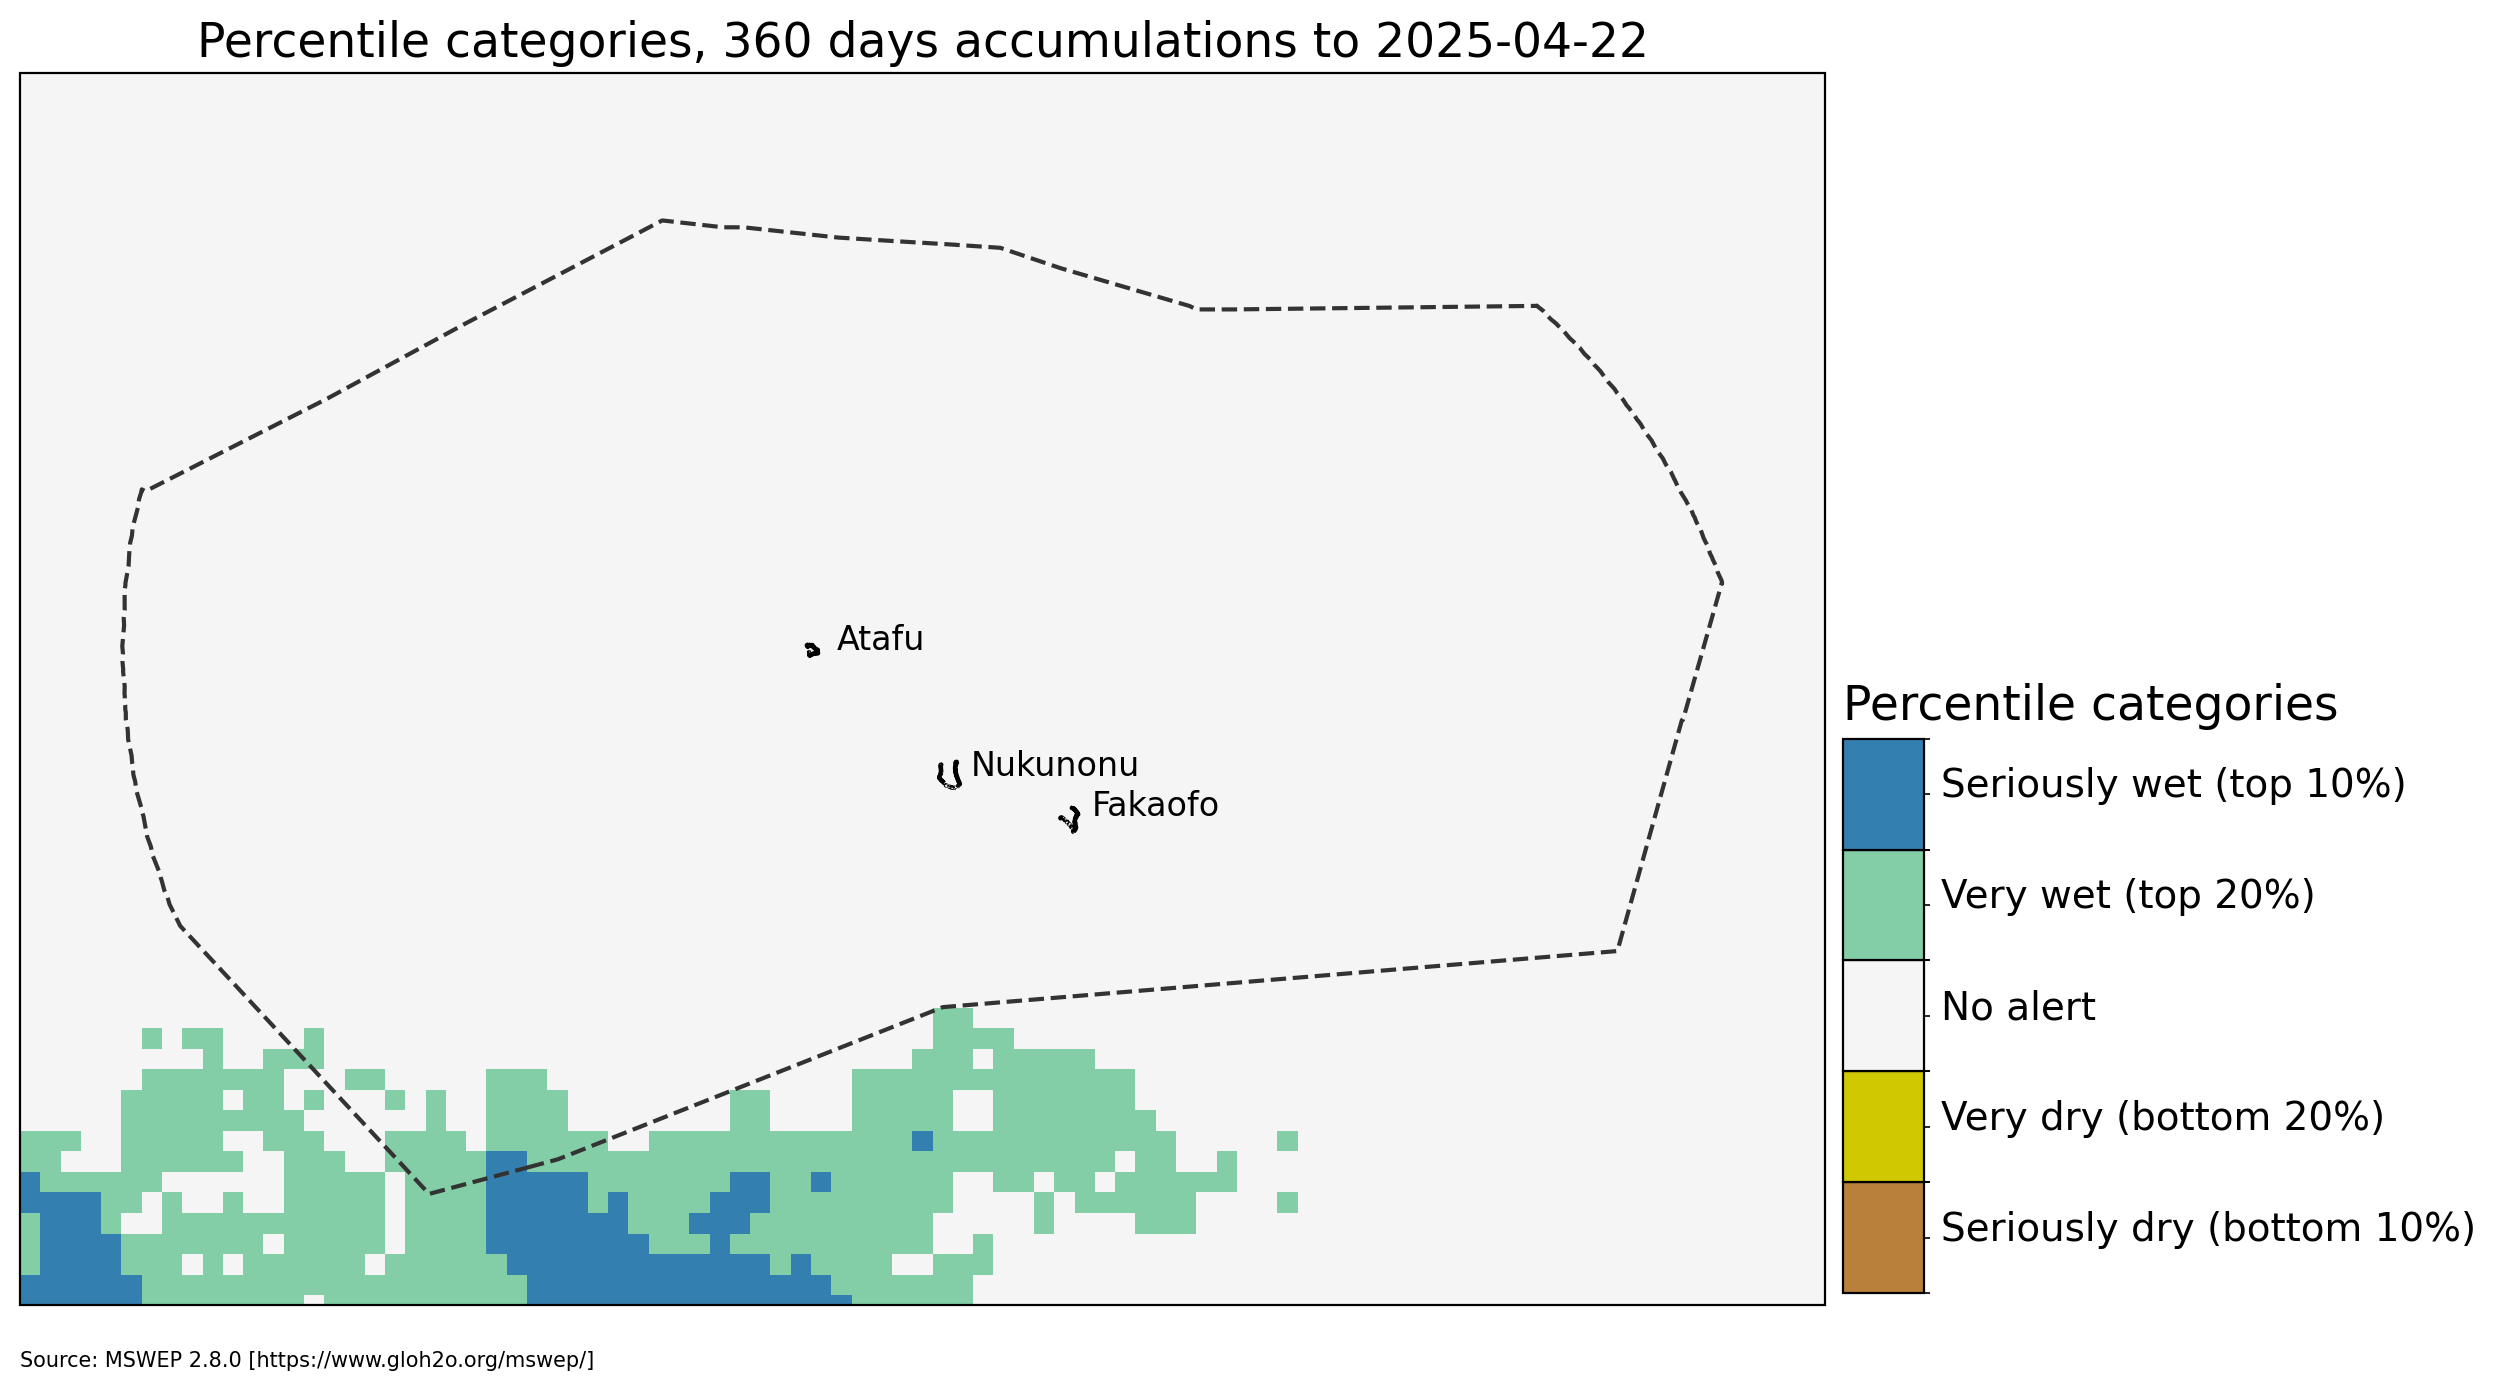 Percentile categories, 360 days accumulations to 2025-04-22
Atafu
Nukunonu
Fakaofo
Percentile categories
Seriously wet (top 10%)
Very wet (top 20%)
No alert
Very dry (bottom 20%)
Seriously dry (bottom 10%)
Source: MSWEP 2.8.0 [https://www.gloh2o.org/mswep/]